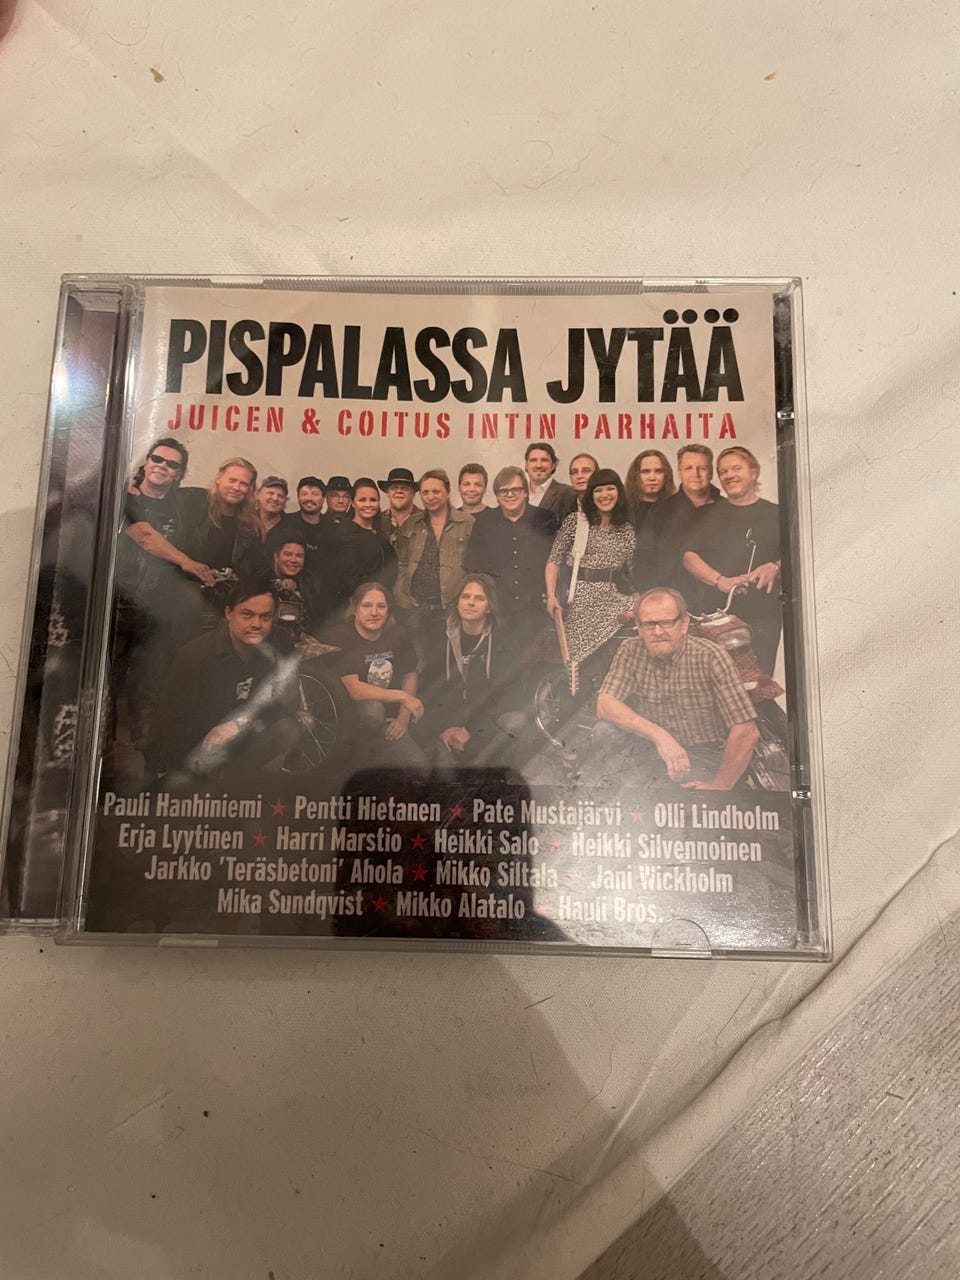 PISPALASSA JYTÄÄ
JUICEN & COITUS INTIN PARHAITA
Pauli Hanhiniemi ★ Pentti Hietanen ★ Pate Mustajärvi ★ Olli Lindholm
Erja Lyytinen ★ Harri Marstio ★ Heikki Salo ★ Heikki Silvennoinen
Jarkko 'Teräsbetoni' Ahola ★ Mikko Siltala ★ Jani Wickholm
Mika Sundqvist ★ Mikko Alatalo ★ Hauli Bros.